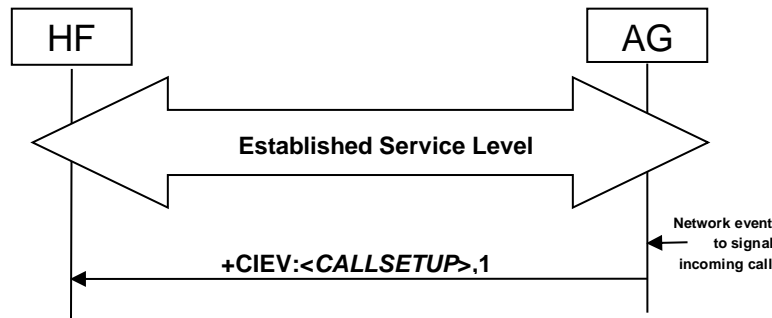 HF
AG
Established Service Level
Network event
to signal
incoming call
+CIEV:<CALLSETUP>,1